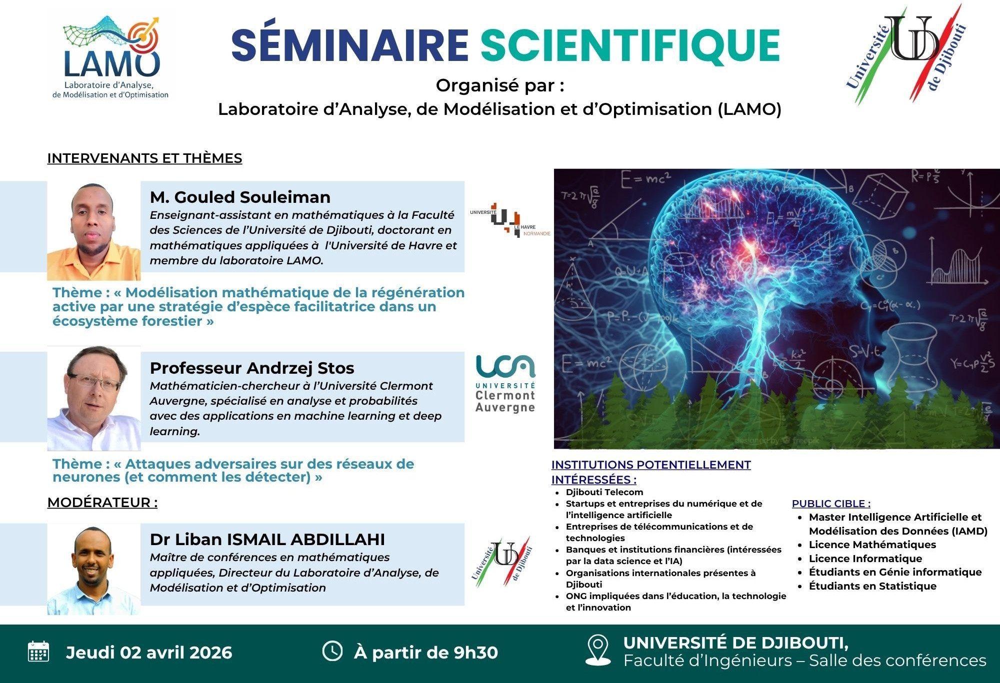 LAMO
Laboratoire d'Analyse,
de Modélisation et d'Optimisation
SÉMINAIRE SCIENTIFIQUE
Organisé par :
Laboratoire d’Analyse, de Modélisation et d’Optimisation (LAMO)
Université
UD
de Djibouti
INTERVENANTS ET THÈMES
M. Gouled Souleiman
Enseignant-assistant en mathématiques à la Faculté
des Sciences de l’Université de Djibouti, doctorant en
mathématiques appliquées à  l'Université de Havre et
membre du laboratoire LAMO.
UNIVERSITÉ
LE HAVRE
NORMANDIE
Thème : « Modélisation mathématique de la régénération
active par une stratégie d’espèce facilitatrice dans un
écosystème forestier »
Professeur Andrzej Stos
Mathématicien-chercheur à l’Université Clermont
Auvergne, spécialisé en analyse et probabilités
avec des applications en machine learning et deep
learning.
UCA
UNIVERSITÉ
Clermont
Auvergne
Thème : « Attaques adversaires sur des réseaux de
neurones (et comment les détecter) »
MODÉRATEUR :
Dr Liban ISMAIL ABDILLAHI
Maître de conférences en mathématiques
appliquées, Directeur du Laboratoire d’Analyse, de
Modélisation et d’Optimisation
Université
UD
de Djibouti
E = mc²
E = mc²
S=V.t
designed by freepik
INSTITUTIONS POTENTIELLEMENT
INTÉRESSÉES :
• Djibouti Telecom
• Startups et entreprises du numérique et de
l’intelligence artificielle
• Entreprises de télécommunications et de
technologies
• Banques et institutions financières (intéressées
par la data science et l’IA)
• Organisations internationales présentes à
Djibouti
• ONG impliquées dans l’éducation, la technologie
et l’innovation
PUBLIC CIBLE :
• Master Intelligence Artificielle et
Modélisation des Données (IAMD)
• Licence Mathématiques
• Licence Informatique
• Étudiants en Génie informatique
• Étudiants en Statistique
Jeudi 02 avril 2026
À partir de 9h30
UNIVERSITÉ DE DJIBOUTI,
Faculté d’Ingénieurs – Salle des conférences